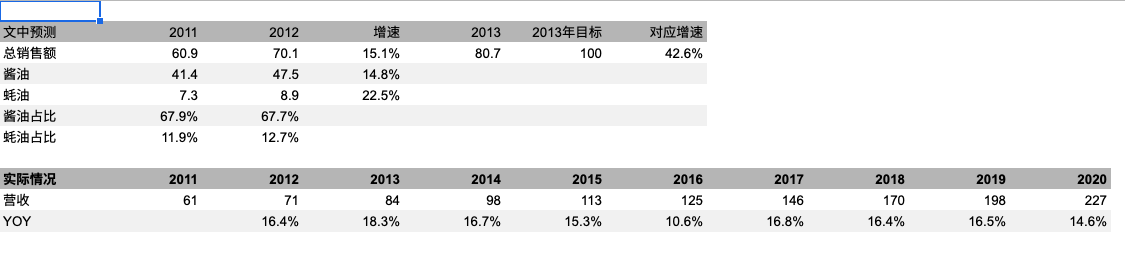 文中预测 2011 2012 增速 2013 2013年目标 对应增速
总销售额 60.9 70.1 15.1% 80.7 100 42.6%
酱油 41.4 47.5 14.8%
蚝油 7.3 8.9 22.5%
酱油占比 67.9% 67.7%
蚝油占比 11.9% 12.7%
实际情况 2011 2012 2013 2014 2015 2016 2017 2018 2019 2020
营收 61 71 84 98 113 125 146 170 198 227
YOY 16.4% 18.3% 16.7% 15.3% 10.6% 16.8% 16.4% 16.5% 14.6%